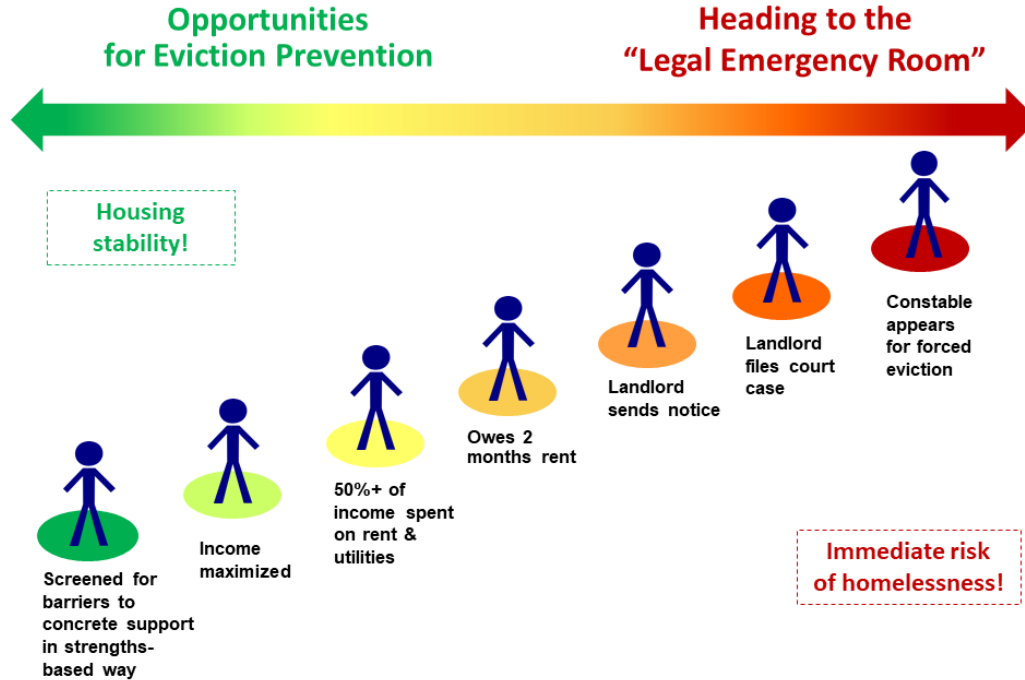 Opportunities
for Eviction Prevention
Heading to the
“Legal Emergency Room”
Housing
stability!
Screened for
barriers to
concrete support
in strengths-
based way
Income
maximized
50%+ of
income spent
on rent &
utilities
Owes 2
months rent
Landlord
sends notice
Landlord
files court
case
Constable
appears
for forced
eviction
Immediate risk
of homelessness!